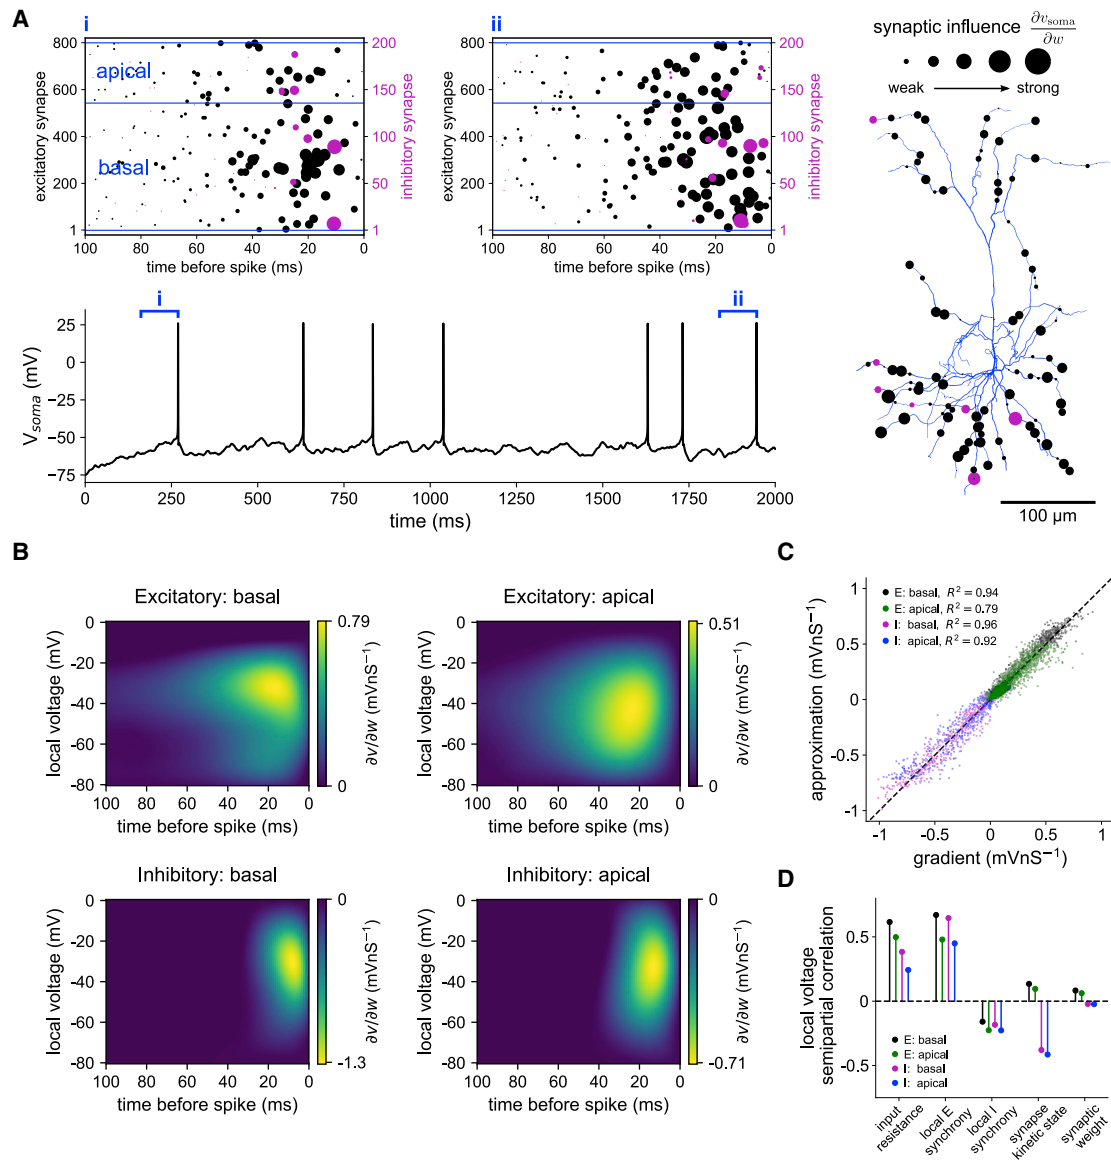 A
i
800
600
400
200
1
excitatory synapse
apical
basal
200
150
100
50
1
inhibitory synapse
100 80 60 40 20 0
time before spike (ms)
ii
800
600
400
200
1
excitatory synapse
200
150
100
50
1
inhibitory synapse
100 80 60 40 20 0
time before spike (ms)
synaptic influence ∂v_soma/∂w
weak strong
100 μm
i
ii
25
0
−25
−50
−75
V_soma (mV)
0 250 500 750 1000 1250 1500 1750 2000
time (ms)
B
Excitatory: basal
0
-20
-40
-60
-80
local voltage (mV)
100 80 60 40 20 0
time before spike (ms)
0.79
0
∂v/∂w (mVnS⁻¹)
Excitatory: apical
0
-20
-40
-60
-80
local voltage (mV)
100 80 60 40 20 0
time before spike (ms)
0.51
0
∂v/∂w (mVnS⁻¹)
Inhibitory: basal
0
-20
-40
-60
-80
local voltage (mV)
100 80 60 40 20 0
time before spike (ms)
0
-1.3
∂v/∂w (mVnS⁻¹)
Inhibitory: apical
0
-20
-40
-60
-80
local voltage (mV)
100 80 60 40 20 0
time before spike (ms)
0
-0.71
∂v/∂w (mVnS⁻¹)
C
1
0.5
0
-0.5
-1
approximation (mVnS⁻¹)
E: basal, R² = 0.94
E: apical, R² = 0.79
I: basal, R² = 0.96
I: apical, R² = 0.92
-1 -0.5 0 0.5 1
gradient (mVnS⁻¹)
D
0.5
0
-0.5
local voltage
semipartial correlation
E: basal
E: apical
I: basal
I: apical
input
resistance
local E
synchrony
local I
synchrony
synapse
kinetic state
synaptic
weight